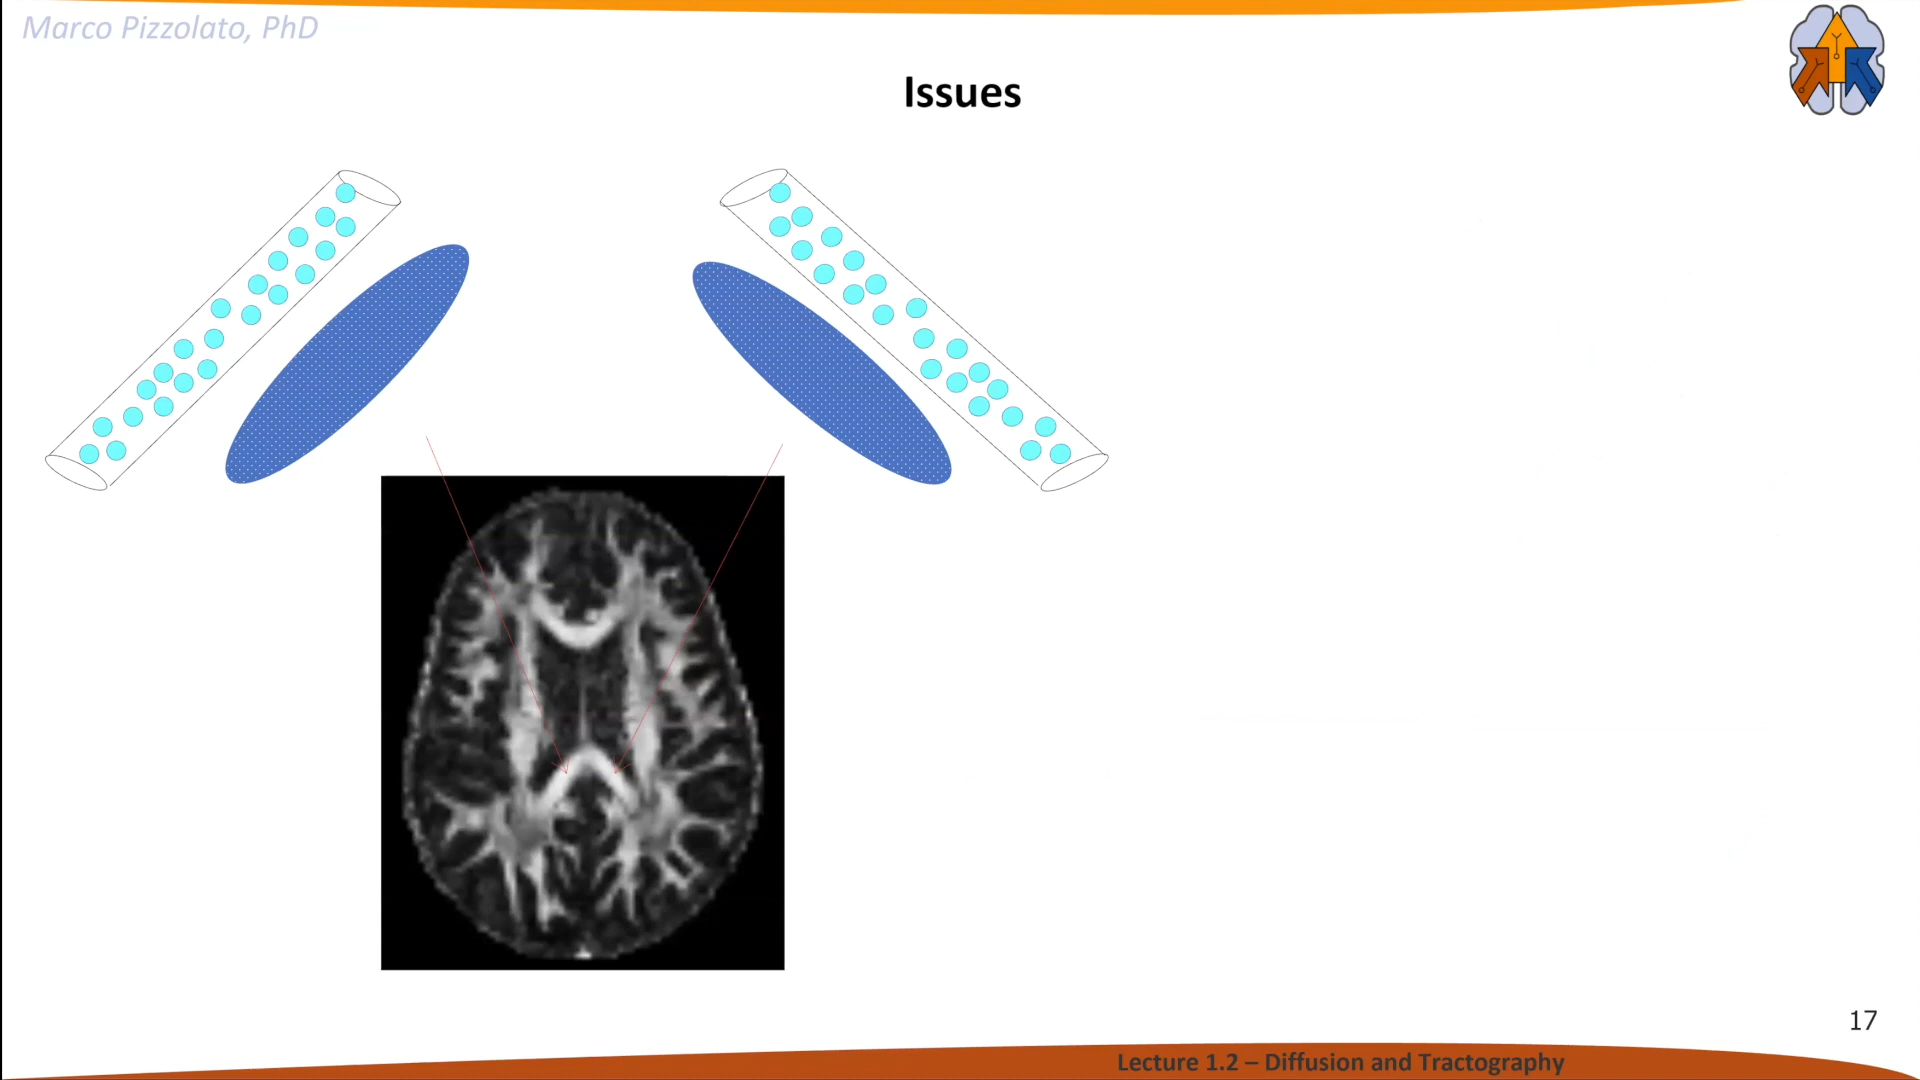 Marco Pizzolato, PhD
Issues
17
Lecture 1.2 – Diffusion and Tractography